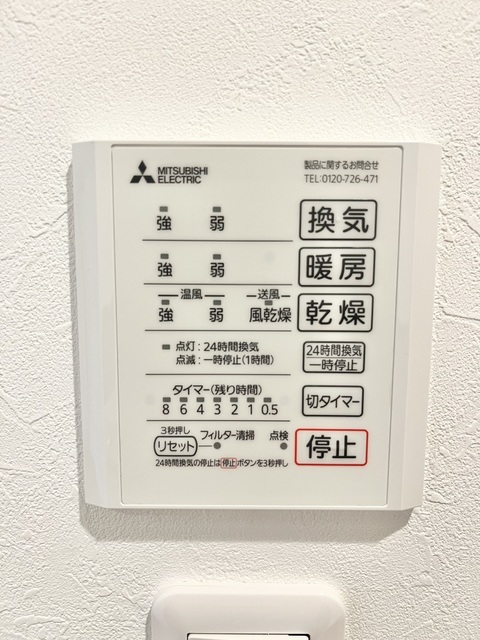 MITSUBISHI
ELECTRIC
製品に関するお問合せ
TEL:0120-726-471
強 弱 換気
強 弱 暖房
温風 送風
強 弱 風乾燥 乾燥
点灯：24時間換気
点滅：一時停止(1時間)
24時間換気
一時停止
タイマー(残り時間)
8 6 4 3 2 1 0.5
切タイマー
3秒押し
リセット フィルター清掃 点検
停止
24時間換気の停止は停止ボタンを3秒押し